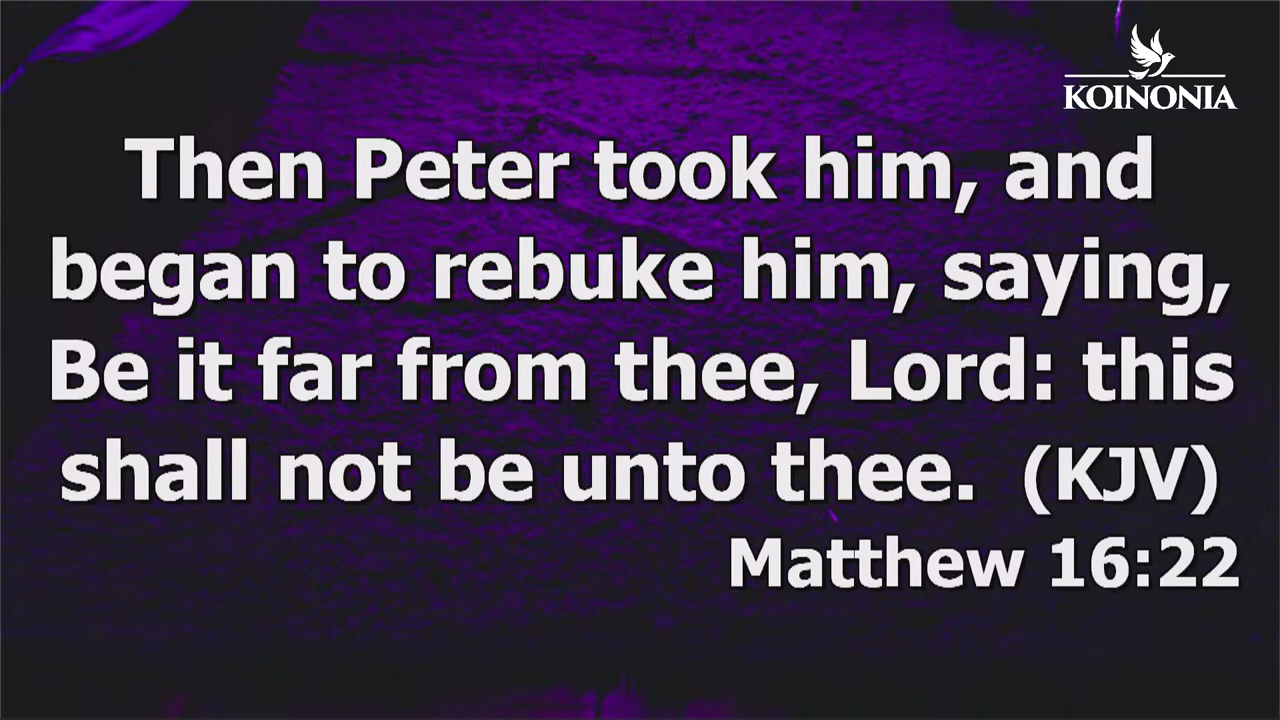 KOINONIA
Then Peter took him, and
began to rebuke him, saying,
Be it far from thee, Lord: this
shall not be unto thee. (KJV)
Matthew 16:22